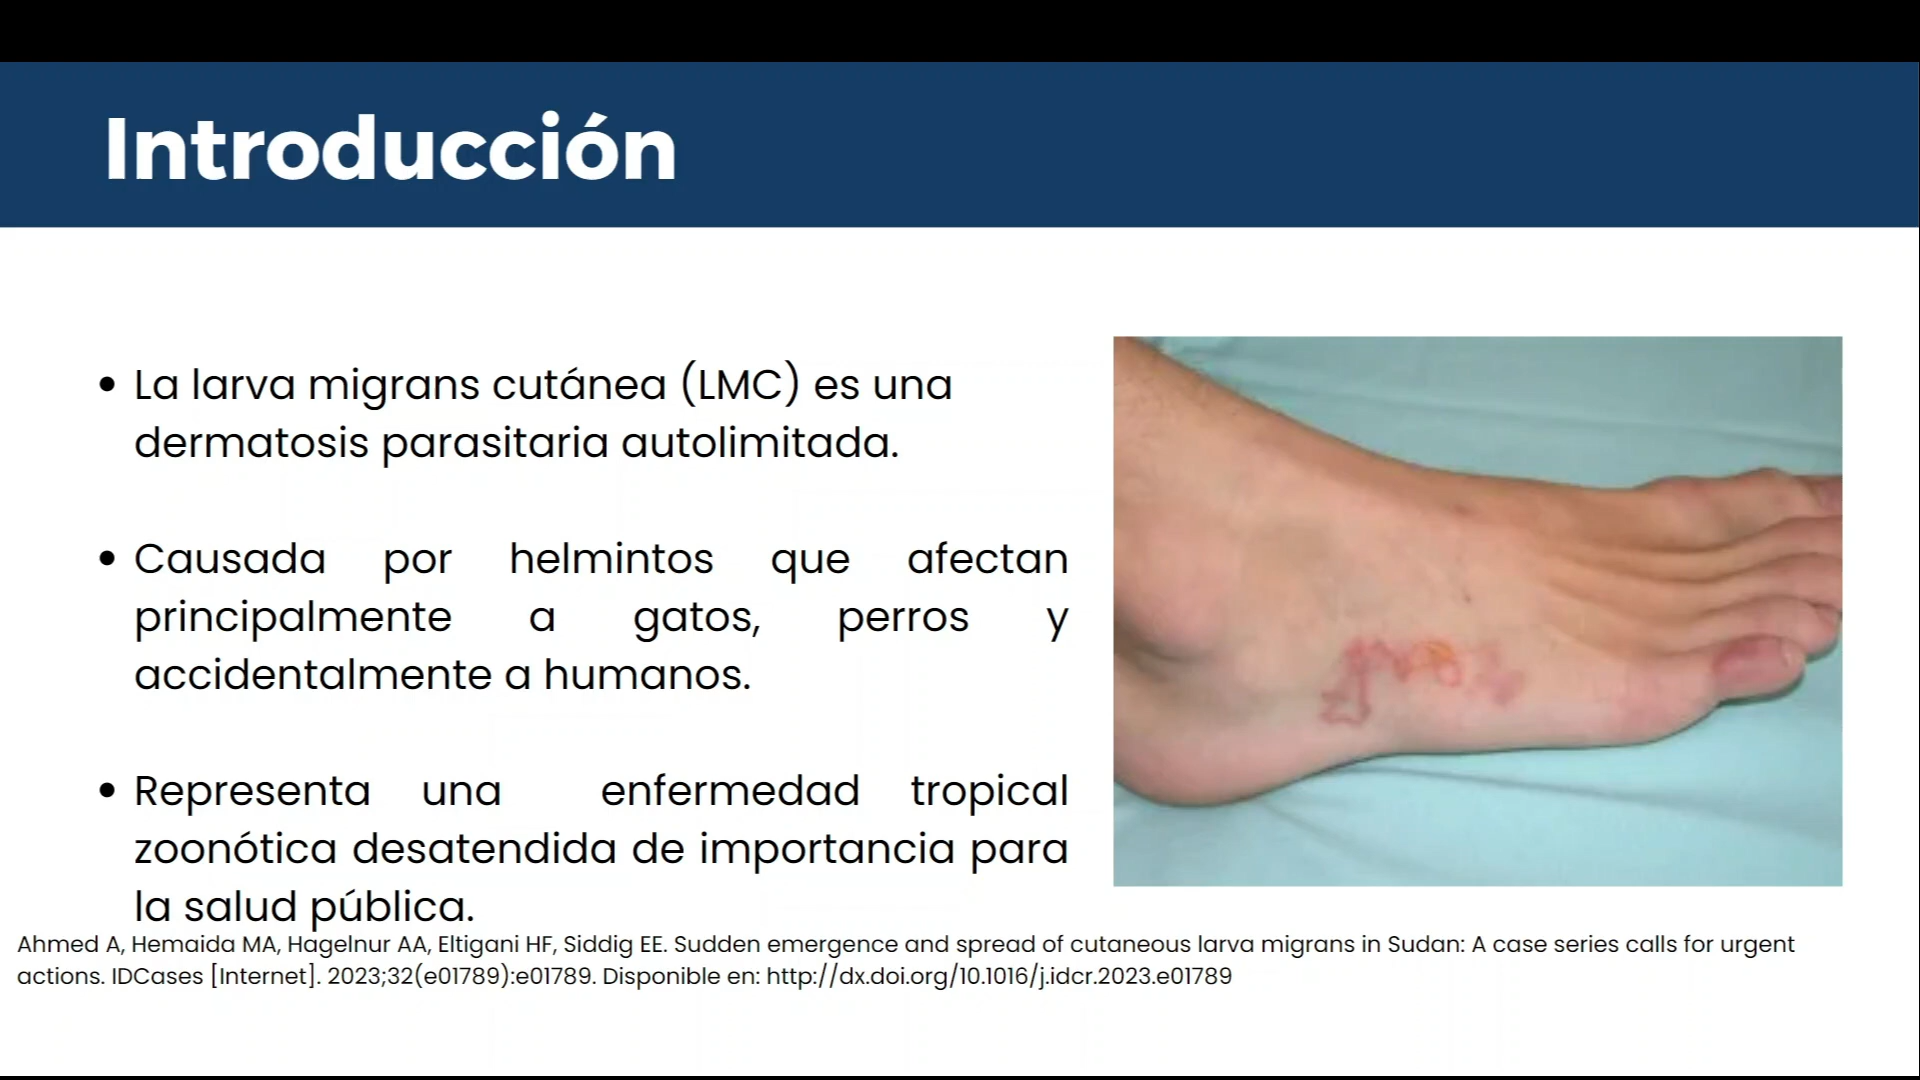 Introducción
• La larva migrans cutánea (LMC) es una
dermatosis parasitaria autolimitada.
• Causada por helmintos que afectan
principalmente a gatos, perros y
accidentalmente a humanos.
• Representa una enfermedad tropical
zoonótica desatendida de importancia para
la salud pública.
Ahmed A, Hemaida MA, Hagelnur AA, Eltigani HF, Siddig EE. Sudden emergence and spread of cutaneous larva migrans in Sudan: A case series calls for urgent
actions. IDCases [Internet]. 2023;32(e01789):e01789. Disponible en: http://dx.doi.org/10.1016/j.idcr.2023.e01789